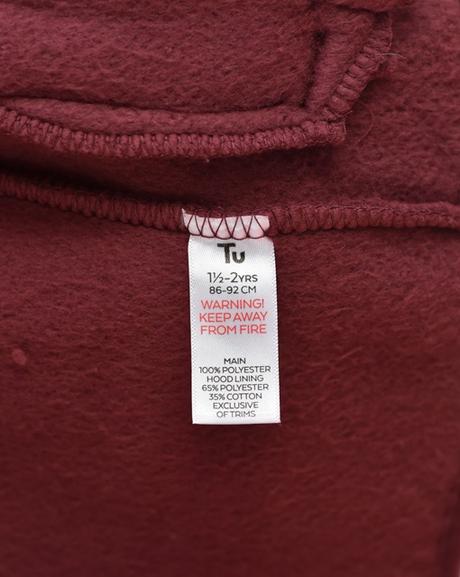 Tu
1½-2YRS
86-92 CM
WARNING!
KEEP AWAY
FROM FIRE
MAIN
100% POLYESTER
HOOD LINING
65% POLYESTER
35% COTTON
EXCLUSIVE
OF TRIMS